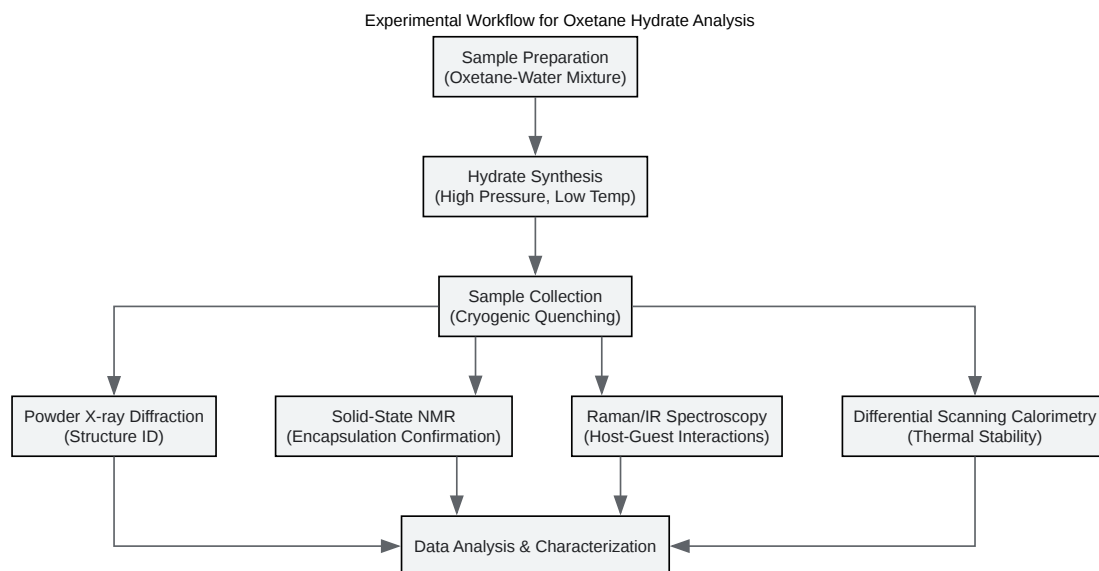 Experimental Workflow for Oxetane Hydrate Analysis
Sample Preparation
(Oxetane-Water Mixture)
Hydrate Synthesis
(High Pressure, Low Temp)
Sample Collection
(Cryogenic Quenching)
Powder X-ray Diffraction
(Structure ID)
Solid-State NMR
(Encapsulation Confirmation)
Raman/IR Spectroscopy
(Host-Guest Interactions)
Differential Scanning Calorimetry
(Thermal Stability)
Data Analysis & Characterization